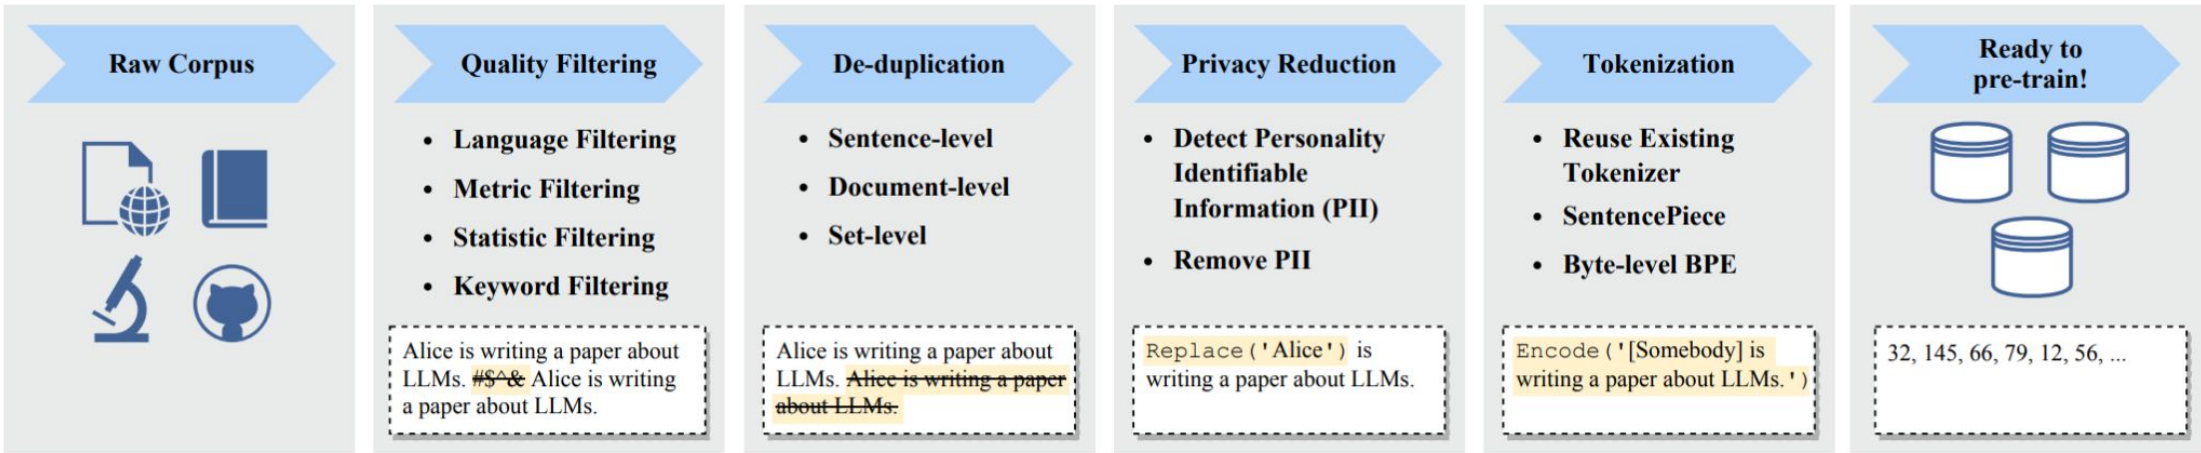 Raw Corpus
Quality Filtering
• Language Filtering
• Metric Filtering
• Statistic Filtering
• Keyword Filtering
Alice is writing a paper about
LLMs. #$^& Alice is writing
a paper about LLMs.
De-duplication
• Sentence-level
• Document-level
• Set-level
Alice is writing a paper about
LLMs. Alice is writing a paper
about LLMs.
Privacy Reduction
• Detect Personality
Identifiable
Information (PII)
• Remove PII
Replace('Alice') is
writing a paper about LLMs.
Tokenization
• Reuse Existing
Tokenizer
• SentencePiece
• Byte-level BPE
Encode('[Somebody] is
writing a paper about LLMs.')
Ready to
pre-train!
32, 145, 66, 79, 12, 56, ...